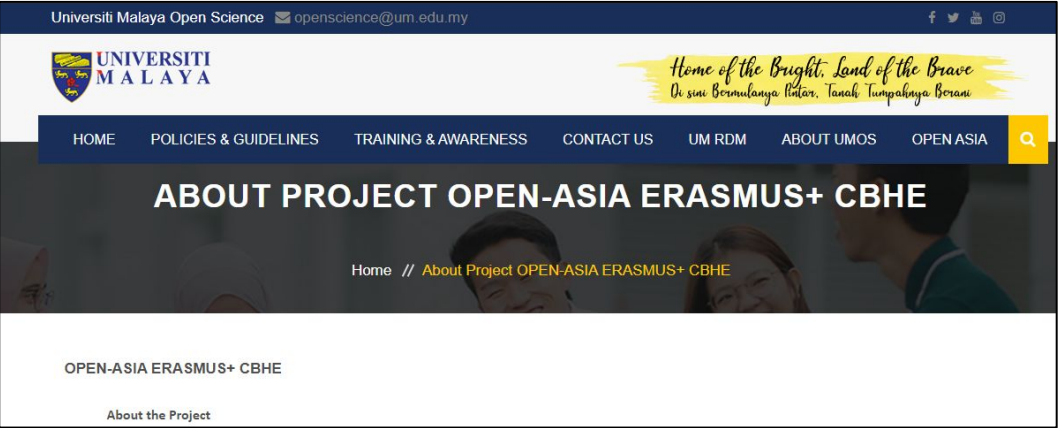 Universiti Malaya Open Science openscience@um.edu.my
UNIVERSITI
MALAYA
Home of the Bright, Land of the Brave
Di sini Bermulanya Pintar, Tanah Tumpahnya Berani
HOME POLICIES & GUIDELINES TRAINING & AWARENESS CONTACT US UM RDM ABOUT UMOS OPEN ASIA
ABOUT PROJECT OPEN-ASIA ERASMUS+ CBHE
Home // About Project OPEN-ASIA ERASMUS+ CBHE
OPEN-ASIA ERASMUS+ CBHE
About the Project